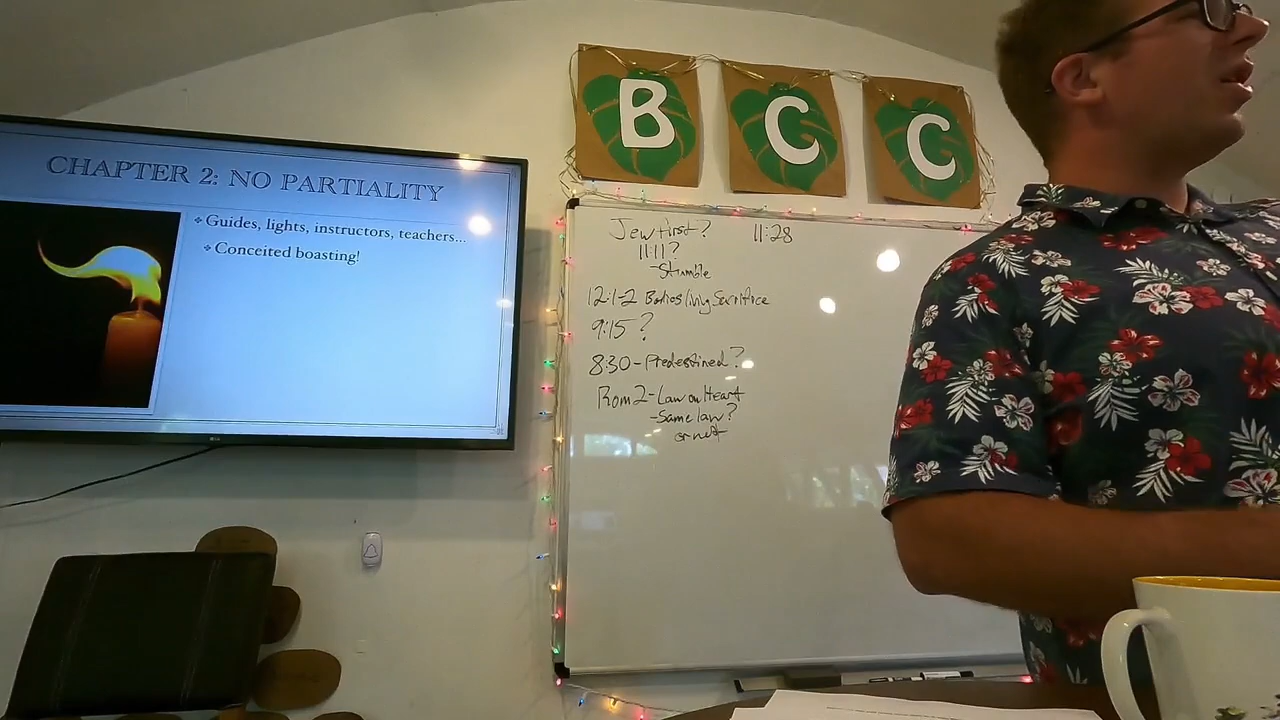 CHAPTER 2: NO PARTIALITY
Guides, lights, instructors, teachers...
Conceited boasting!
B C C
Jew first? 11:28
11:11?
-Stumble
12:1-2 Bodies living Sacrifice
9:15?
8:30-Predestined?
Rom 2-Law on Heart
-Same law?
or not